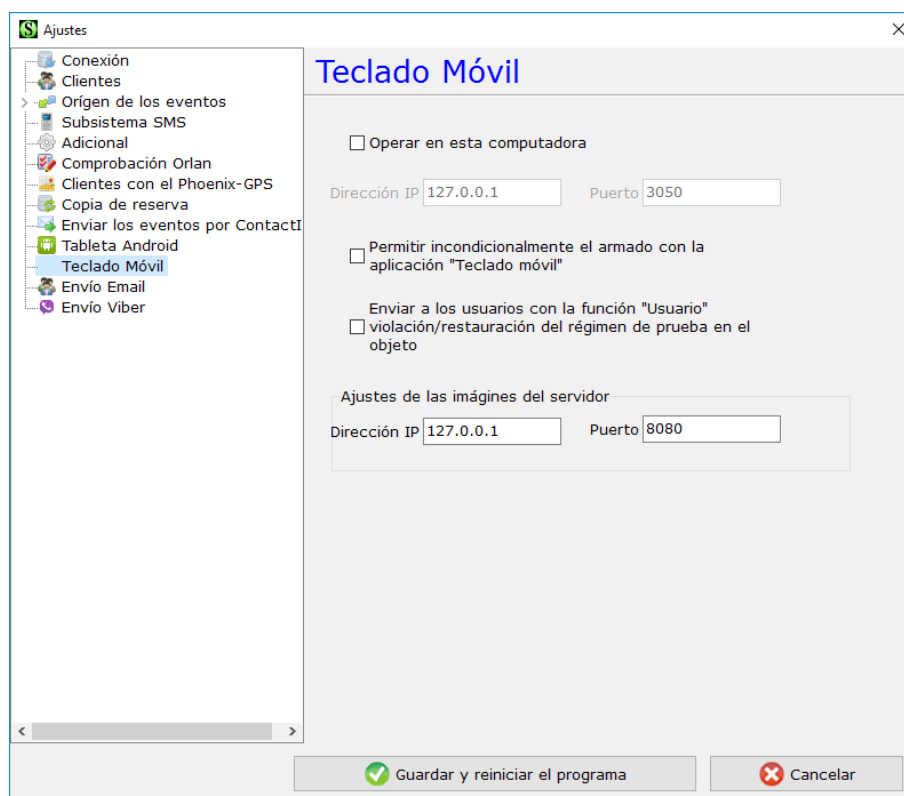 Ajustes
Conexión
Clientes
Orígen de los eventos
Subsistema SMS
Adicional
Comprobación Orlan
Clientes con el Phoenix-GPS
Copia de reserva
Enviar los eventos por ContactI
Tableta Android
Teclado Móvil
Envío Email
Envío Viber
Teclado Móvil
Operar en esta computadora
Dirección IP 127.0.0.1 Puerto 3050
Permitir incondicionalmente el armado con la
aplicación "Teclado móvil"
Enviar a los usuarios con la función "Usuario"
violación/restauración del régimen de prueba en el
objeto
Ajustes de las imágines del servidor
Dirección IP 127.0.0.1 Puerto 8080
Guardar y reiniciar el programa Cancelar